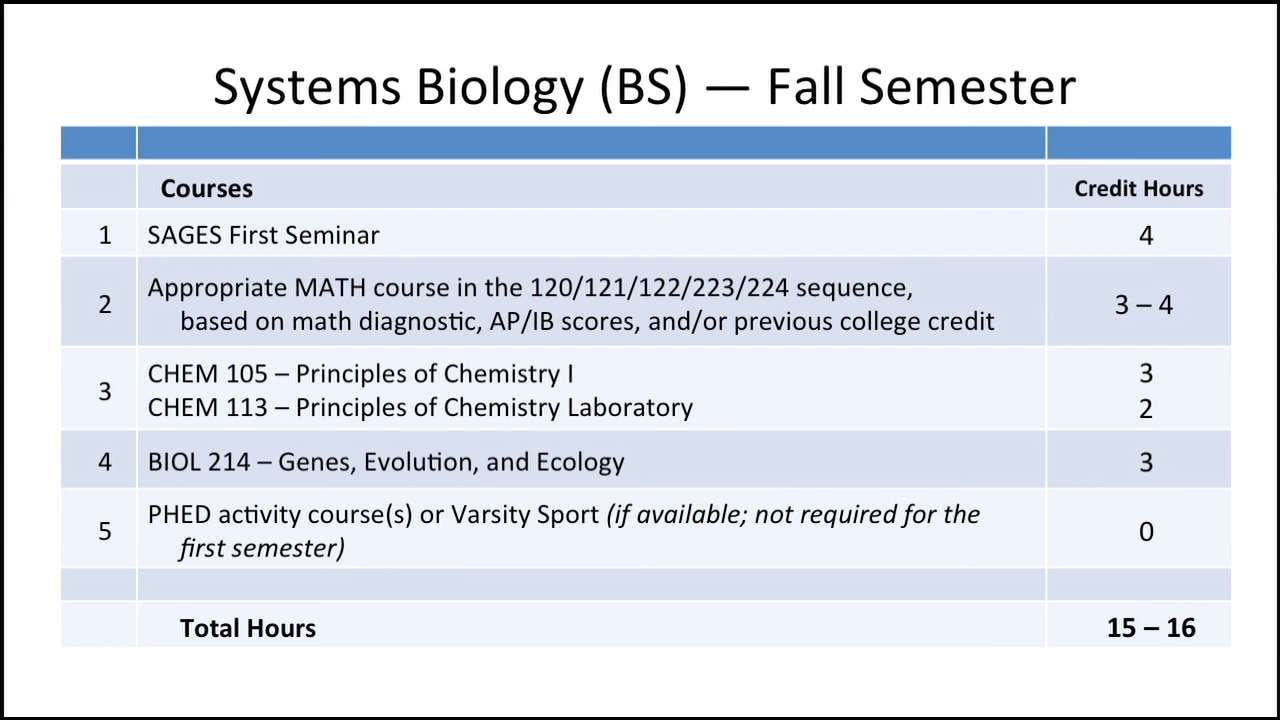 Systems Biology (BS) — Fall Semester
Courses Credit Hours
1 SAGES First Seminar 4
2 Appropriate MATH course in the 120/121/122/223/224 sequence,
based on math diagnostic, AP/IB scores, and/or previous college credit 3 – 4
3 CHEM 105 – Principles of Chemistry I 3
CHEM 113 – Principles of Chemistry Laboratory 2
4 BIOL 214 – Genes, Evolution, and Ecology 3
5 PHED activity course(s) or Varsity Sport (if available; not required for the
first semester) 0
Total Hours 15 – 16